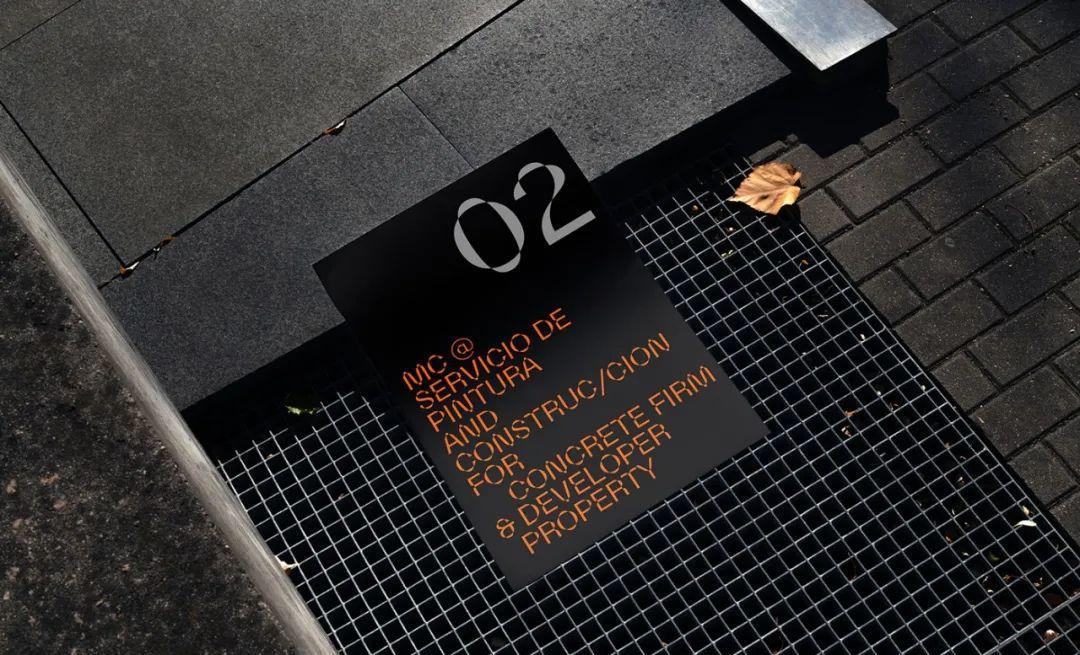 02
MC @
SERVICIO DE
PINTURA
AND
CONSTRUC/CION
FOR
CONCRETE FIRM
& DEVELOPER
PROPERTY